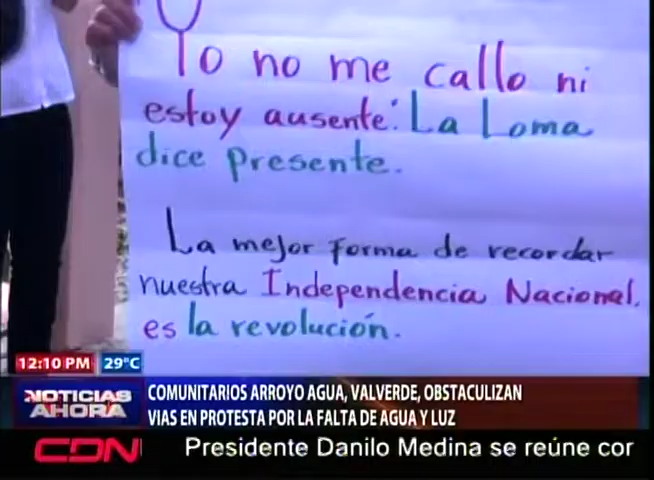 Yo no me callo ni
estoy ausente: La Loma
dice presente.
La mejor forma de recordar
nuestra Independencia Nacional.
es la revolución.
12:10 PM 29°C
NOTICIAS AHORA
COMUNITARIOS ARROYO AGUA, VALVERDE, OBSTACULIZAN
VIAS EN PROTESTA POR LA FALTA DE AGUA Y LUZ
CDN
Presidente Danilo Medina se reúne cor